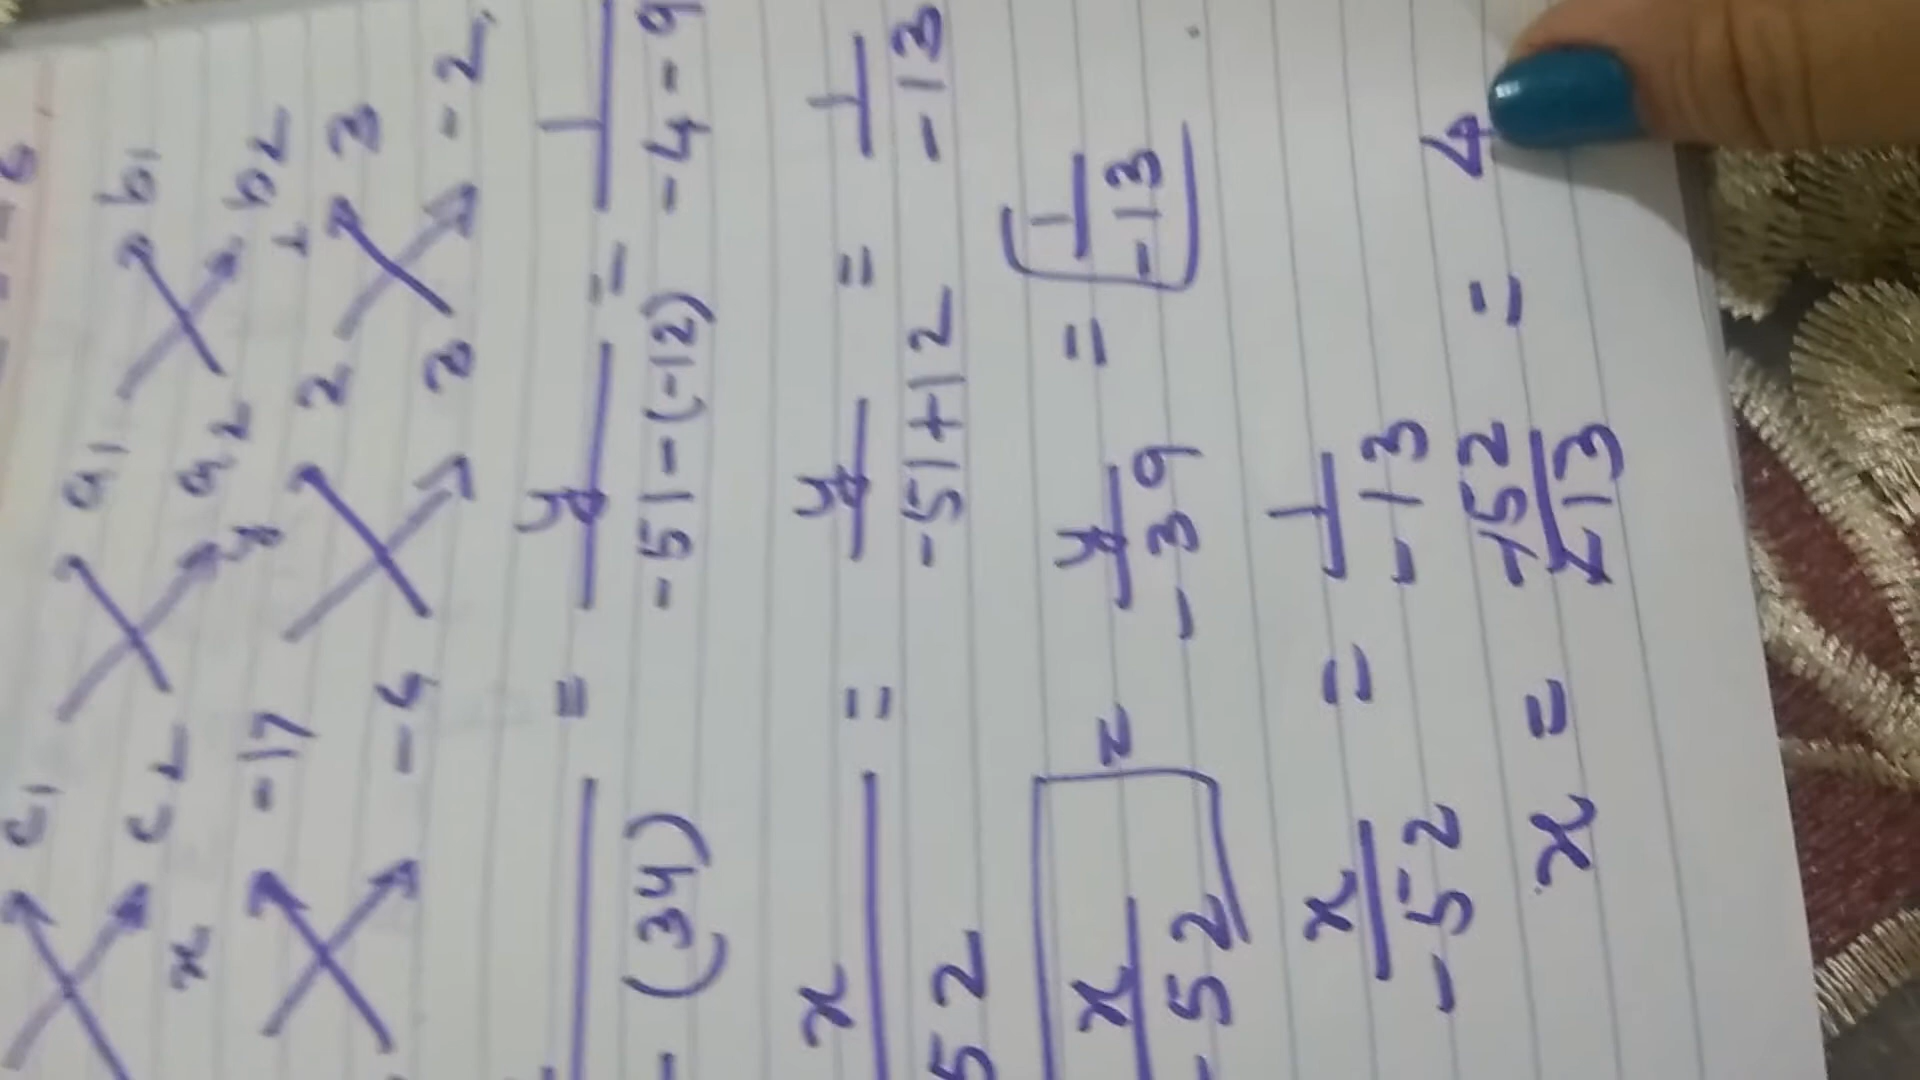 c1 a1 b1
c2 a2 b2
x y 1
-17 2 3
-4 3 -2
y 1
- (34) = -51-(-12) = -4-9
x = y = 1
52 -51+12 -13
x = y = 1
-52 -39 -13
x = 1
-52 -13
x = -52 = 4
-13